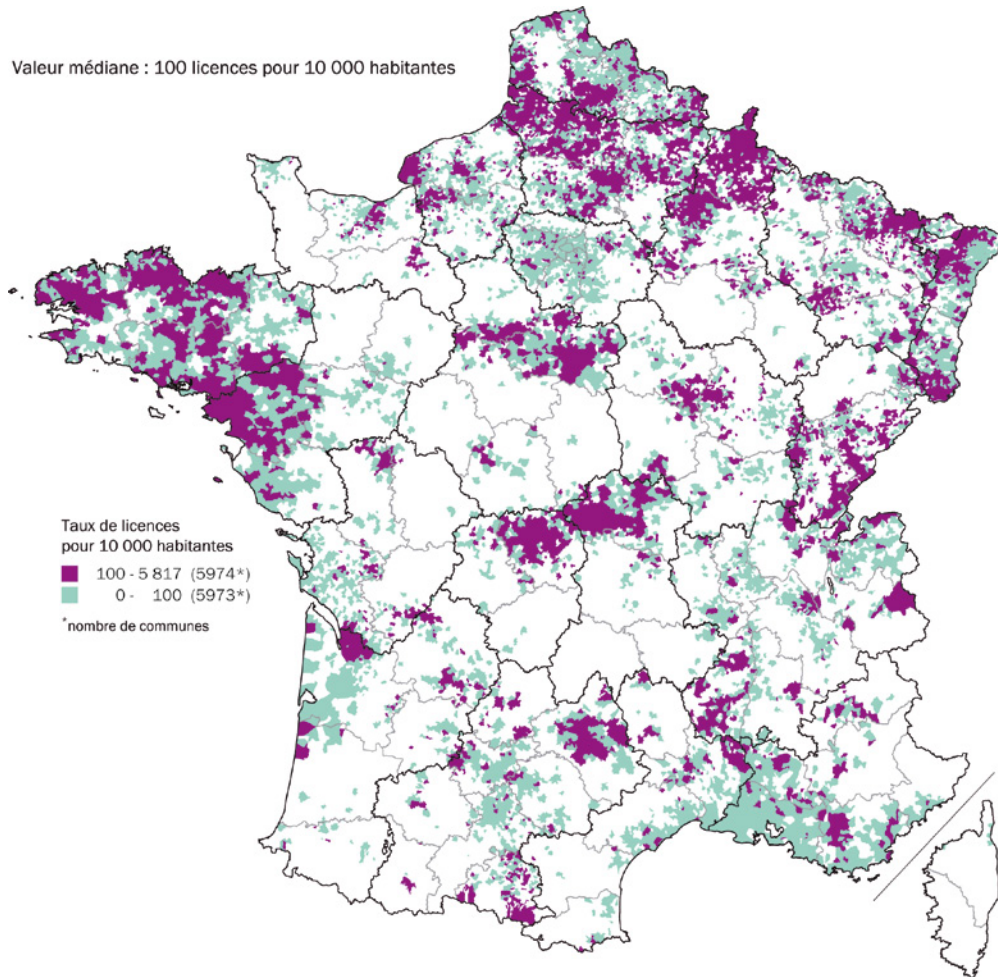 Valeur médiane : 100 licences pour 10 000 habitantes
Taux de licences
pour 10 000 habitantes
100 - 5 817 (5974*)
0 - 100 (5973*)
*nombre de communes